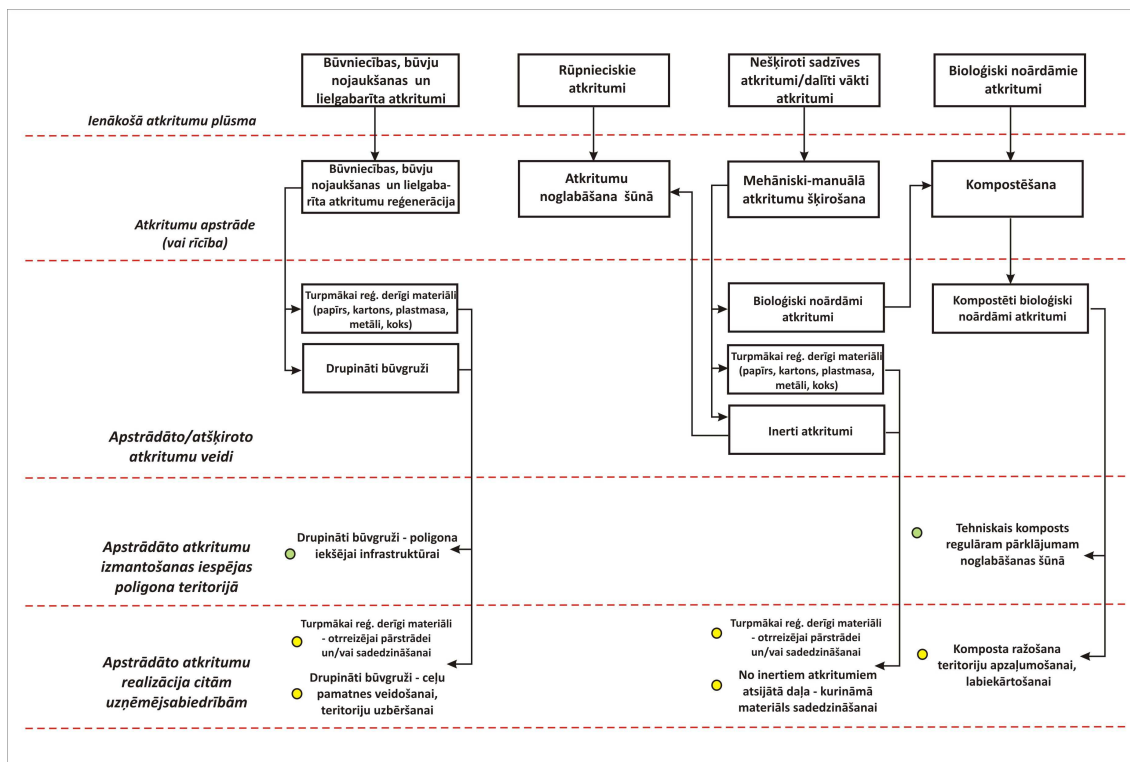 Būvniecības, būvju
nojaukšanas un
lielgabarīta atkritumi
Rūpnieciskie
atkritumi
Nešķiroti sadzīves
atkritumi/dalīti vākti
atkritumi
Bioloģiski noārdāmie
atkritumi
Ienākošā atkritumu plūsma
Būvniecības, būvju
nojaukšanas un lielgaba-
rīta atkritumu reģenerācija
Atkritumu
noglabāšana šūnā
Mehāniski-manuālā
atkritumu šķirošana
Kompostēšana
Atkritumu apstrāde
(vai rīcība)
Turpmākai reģ. derīgi materiāli
(papīrs, kartons, plastmasa,
metāli, koks)
Drupināti būvgruži
Bioloģiski noārdāmi
atkritumi
Turpmākai reģ. derīgi materiāli
(papīrs, kartons, plastmasa,
metāli, koks)
Inerti atkritumi
Kompostēti bioloģiski
noārdāmi atkritumi
Apstrādāto/atšķiroto
atkritumu veidi
Apstrādāto atkritumu
izmantošanas iespējas
poligona teritorijā
Drupināti būvgruži - poligona
iekšējai infrastruktūrai
Tehniskais komposts
regulāram pārklājumam
noglabāšanas šūnā
Apstrādāto atkritumu
realizācija citām
uzņēmējsabiedrībām
Turpmākai reģ. derīgi materiāli
- otrreizējai pārstrādei
un/vai sadedzināšanai
Drupināti būvgruži - ceļu
pamatnes veidošanai,
teritoriju uzbēršanai
Turpmākai reģ. derīgi materiāli
- otrreizējai pārstrādei
un/vai sadedzināšanai
No inertiem atkritumiem
atsijātā daļa - kurināmā
materiāls sadedzināšanai
Komposta ražošana
teritoriju apzaļumošanai,
labiekārtošanai